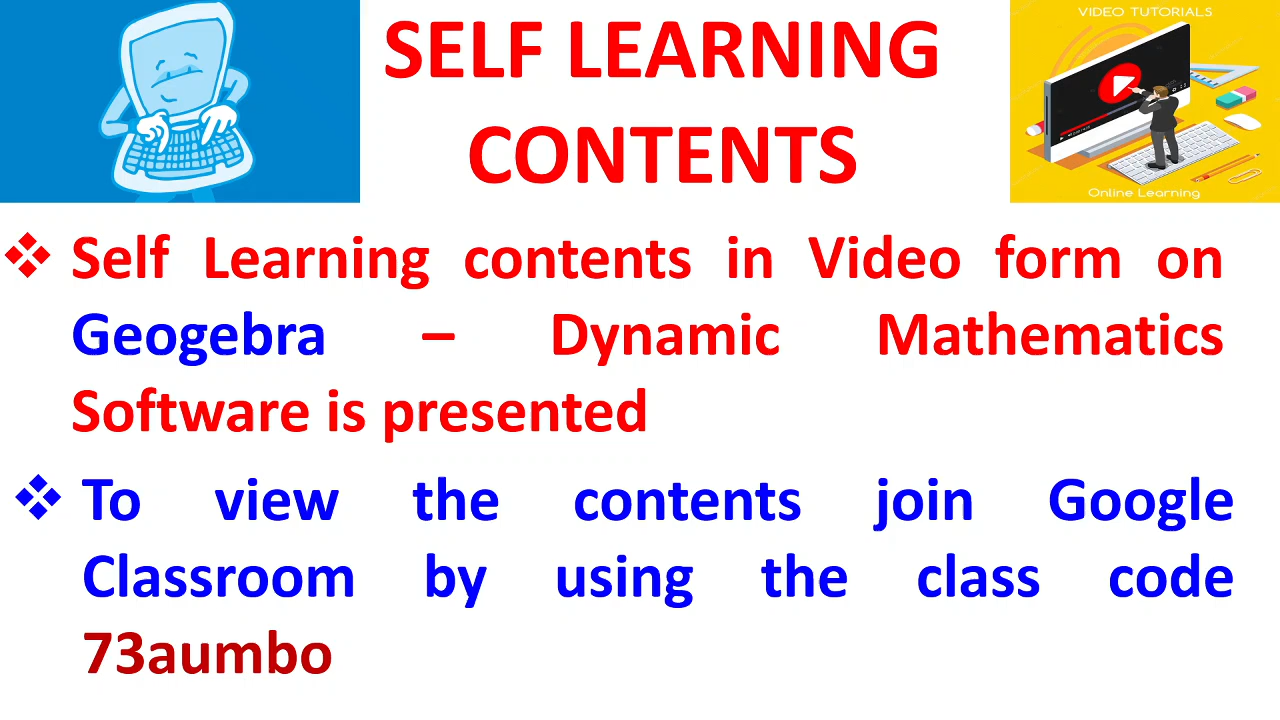 VIDEO TUTORIALS
SELF LEARNING
CONTENTS
Online Learning
❖ Self Learning contents in Video form on
Geogebra – Dynamic Mathematics
Software is presented
❖ To view the contents join Google
Classroom by using the class code
73aumbo